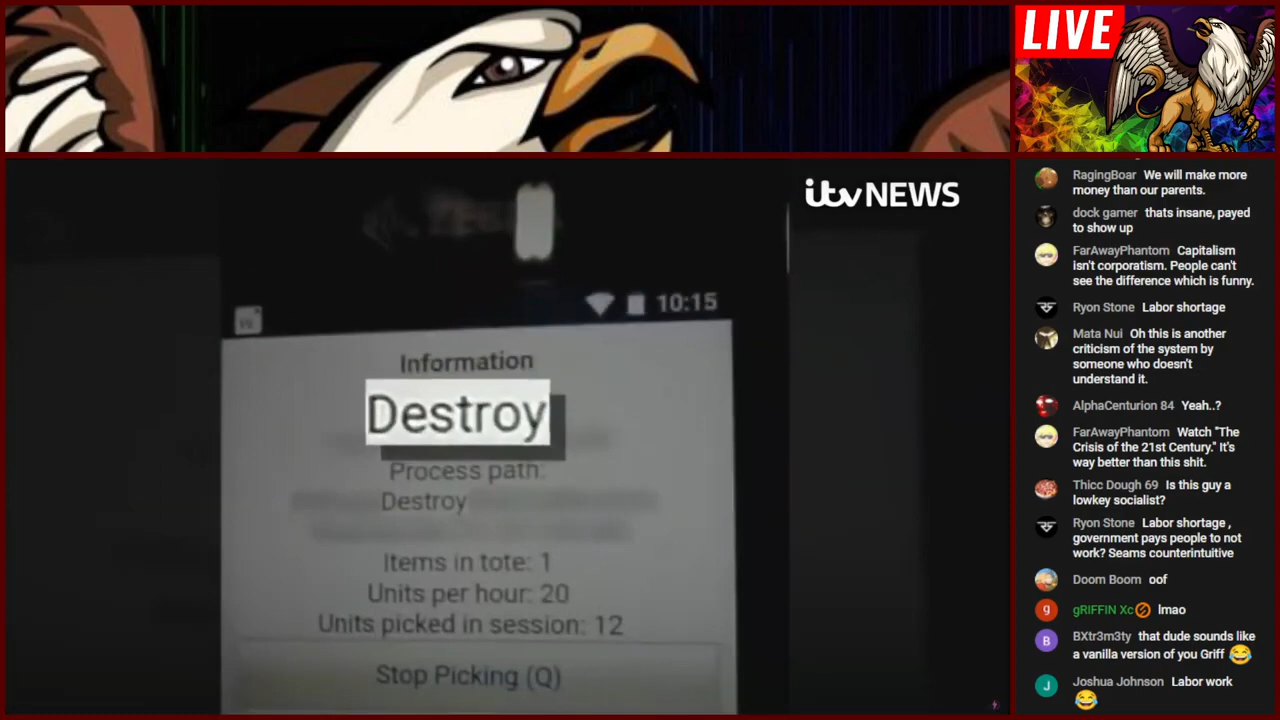 LIVE
itv NEWS
10:15
Information
Destroy
Process path:
Destroy
Items in tote: 1
Units per hour: 20
Units picked in session: 12
Stop Picking (Q)
RagingBoar We will make more
money than our parents.
dock gamer thats insane, payed
to show up
FarAwayPhantom Capitalism
isn't corporatism. People can't
see the difference which is funny.
Ryon Stone Labor shortage
Mata Nui Oh this is another
criticism of the system by
someone who doesn't
understand it.
AlphaCenturion 84 Yeah..?
FarAwayPhantom Watch "The
Crisis of the 21st Century." It's
way better than this shit.
Thicc Dough 69 Is this guy a
lowkey socialist?
Ryon Stone Labor shortage ,
government pays people to not
work? Seams counterintuitive
Doom Boom oof
g gRIFFIN Xc lmao
B BXtr3m3ty that dude sounds like
a vanilla version of you Griff 😂
J Joshua Johnson Labor work
😂